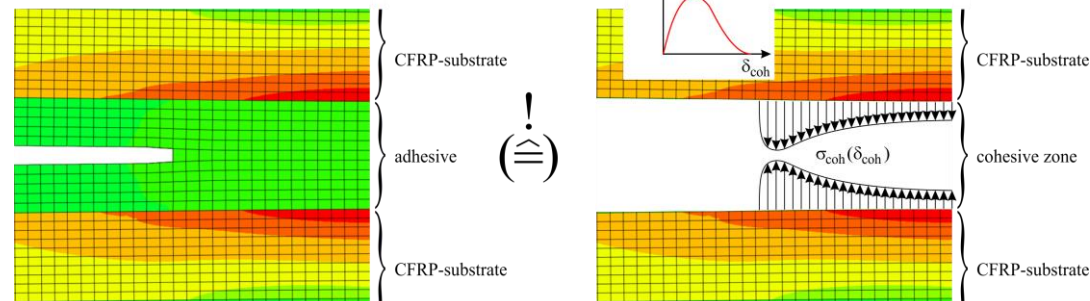 CFRP-substrate
adhesive
CFRP-substrate
!
(≙)
δcoh
CFRP-substrate
σcoh(δcoh)
cohesive zone
CFRP-substrate